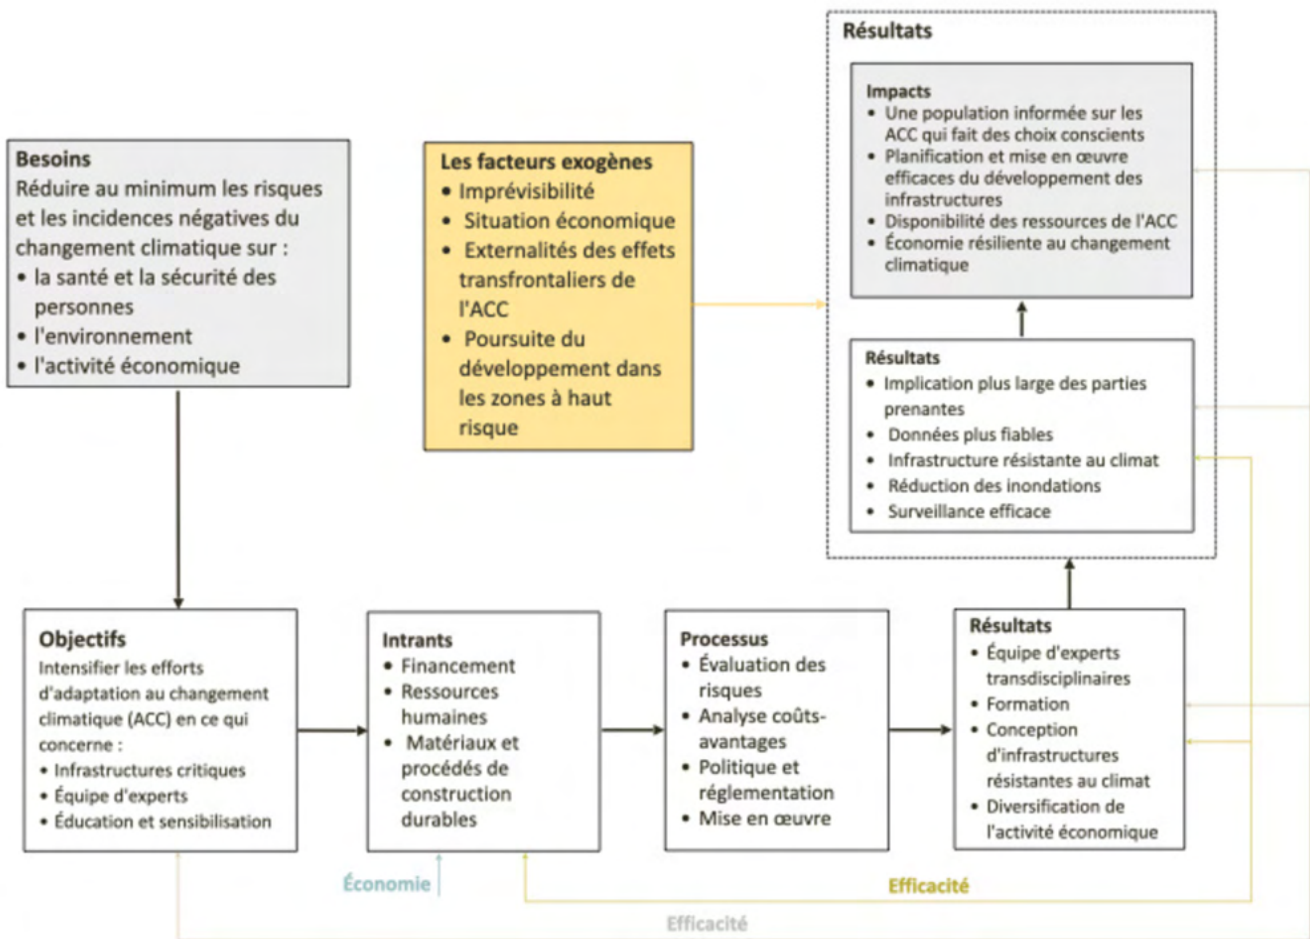 Résultats
Impacts
• Une population informée sur les
ACC qui fait des choix conscients
• Planification et mise en œuvre
efficaces du développement des
infrastructures
• Disponibilité des ressources de l'ACC
• Économie résiliente au changement
climatique
Besoins
Réduire au minimum les risques
et les incidences négatives du
changement climatique sur :
• la santé et la sécurité des
personnes
• l'environnement
• l'activité économique
Les facteurs exogènes
• Imprévisibilité
• Situation économique
• Externalités des effets
transfrontaliers de
l'ACC
• Poursuite du
développement dans
les zones à haut
risque
Résultats
• Implication plus large des parties
prenantes
• Données plus fiables
• Infrastructure résistante au climat
• Réduction des inondations
• Surveillance efficace
Objectifs
Intensifier les efforts
d'adaptation au changement
climatique (ACC) en ce qui
concerne :
• Infrastructures critiques
• Équipe d'experts
• Éducation et sensibilisation
Intrants
• Financement
• Ressources
humaines
• Matériaux et
procédés de
construction
durables
Processus
• Évaluation des
risques
• Analyse coûts-
avantages
• Politique et
réglementation
• Mise en œuvre
Résultats
• Équipe d'experts
transdisciplinaires
• Formation
• Conception
d'infrastructures
résistantes au climat
• Diversification de
l'activité économique
Économie
Efficacité
Efficacité